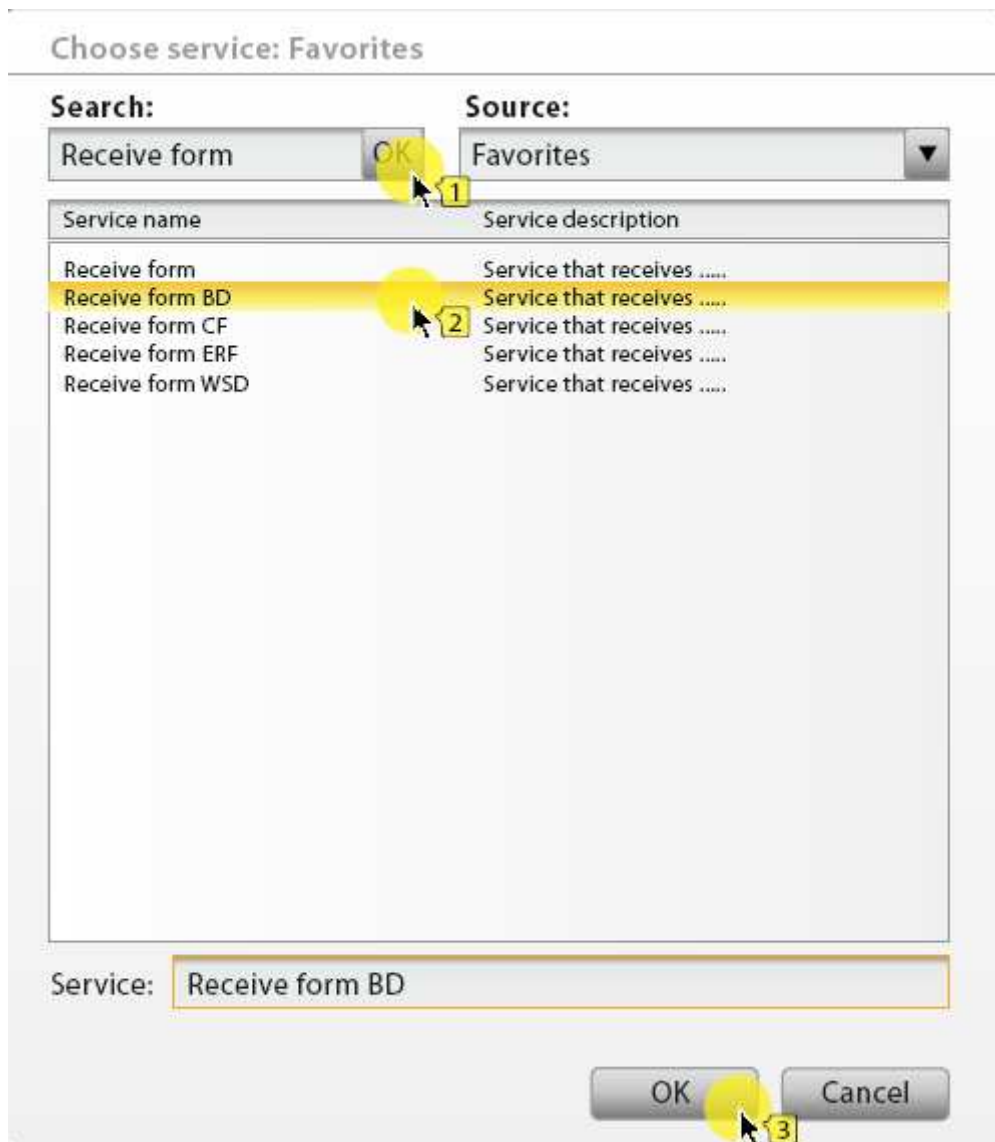 Choose service: Favorites
Search: Source:
Receive form OK Favorites
1
Service name Service description
Receive form Service that receives .....
Receive form BD Service that receives .....
2
Receive form CF Service that receives .....
Receive form ERF Service that receives .....
Receive form WSD Service that receives .....
Service: Receive form BD
OK Cancel
3